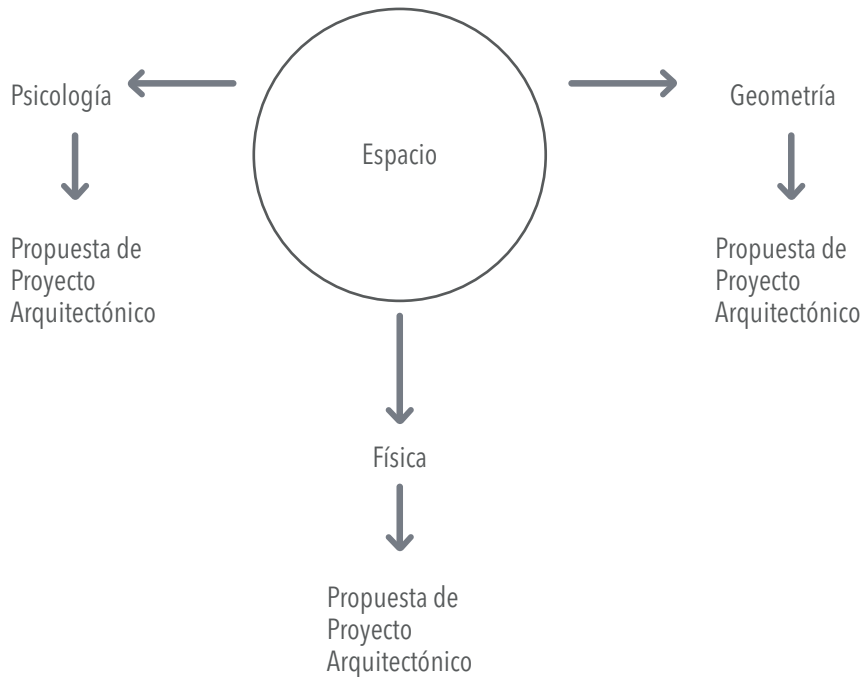 Psicología
Espacio
Geometría
Propuesta de
Proyecto
Arquitectónico
Propuesta de
Proyecto
Arquitectónico
Física
Propuesta de
Proyecto
Arquitectónico